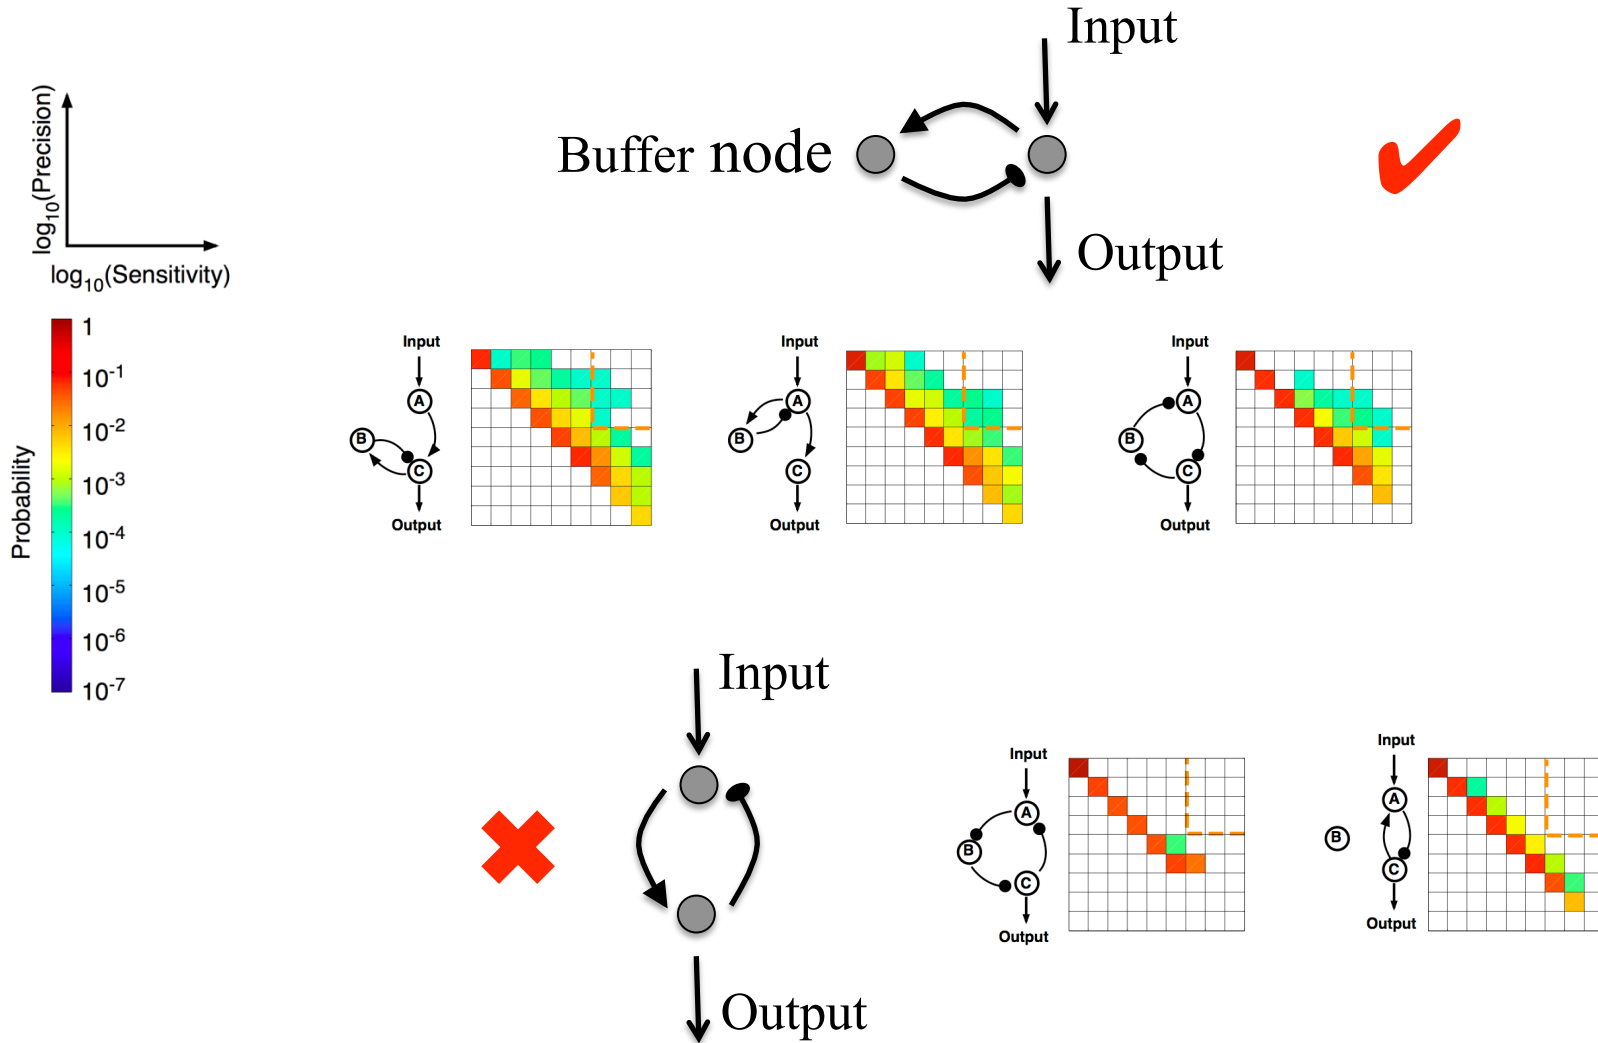 Input
Buffer node
Output
log10(Precision)
log10(Sensitivity)
Probability
1
10-1
10-2
10-3
10-4
10-5
10-6
10-7
Input
A
B
C
Output
Input
A
B
C
Output
Input
A
B
C
Output
Input
Output
Input
A
B
C
Output
Input
A
B
C
Output